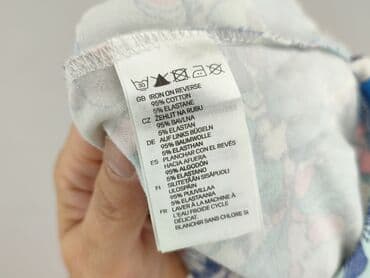 30
GB IRON ON REVERSE
95% COTTON
5% ELASTANE
CZ ŽEHLIT NA RUBU
95% BAVLNA
5% ELASTAN
DE AUF LINKS BÜGELN
95% BAUMWOLLE
5% ELASTHAN
ES PLANCHAR CON EL REVÉS
HACIA AFUERA
95% ALGODÓN
5% ELASTANO
FI SILITETÄÄN SISÄPUOLI
ULOSPÄIN
95% PUUVILLAA
5% ELASTAANIA
FR LAVER À LA MACHINE À
L'EAU FROIDE CYCLE
DÉLICAT.
BLANCHIR SANS CHLORE SI